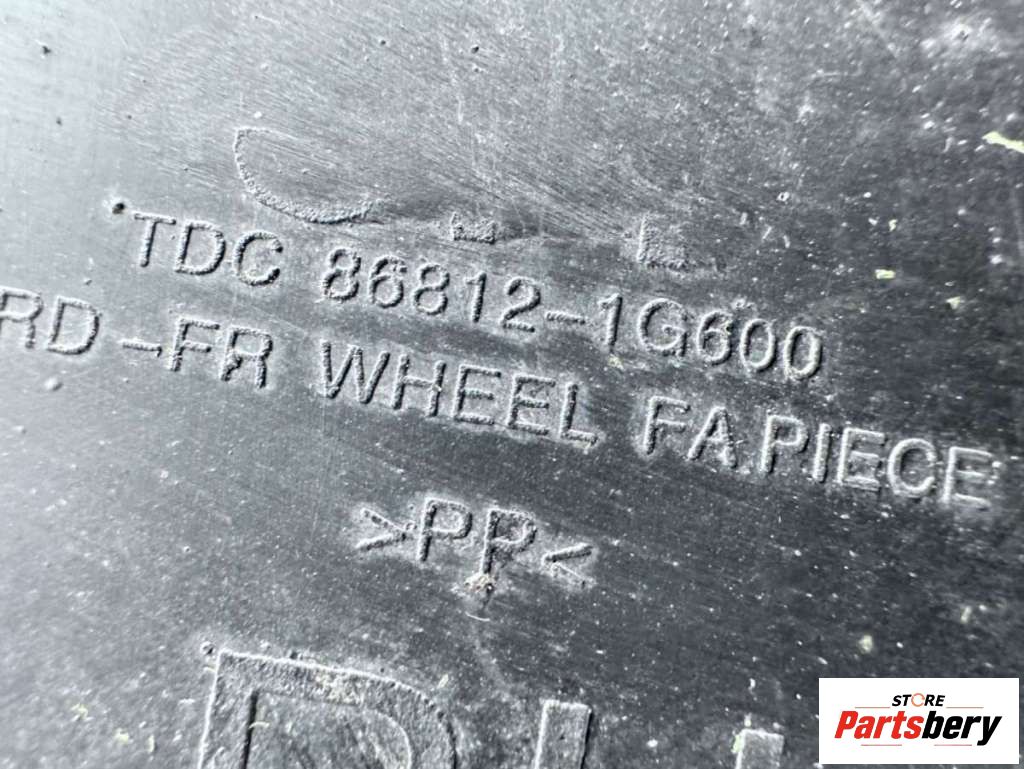 TDC 86812-1G600
RD-FR WHEEL FA.PIECE
>PP<
STORE
Partsbery